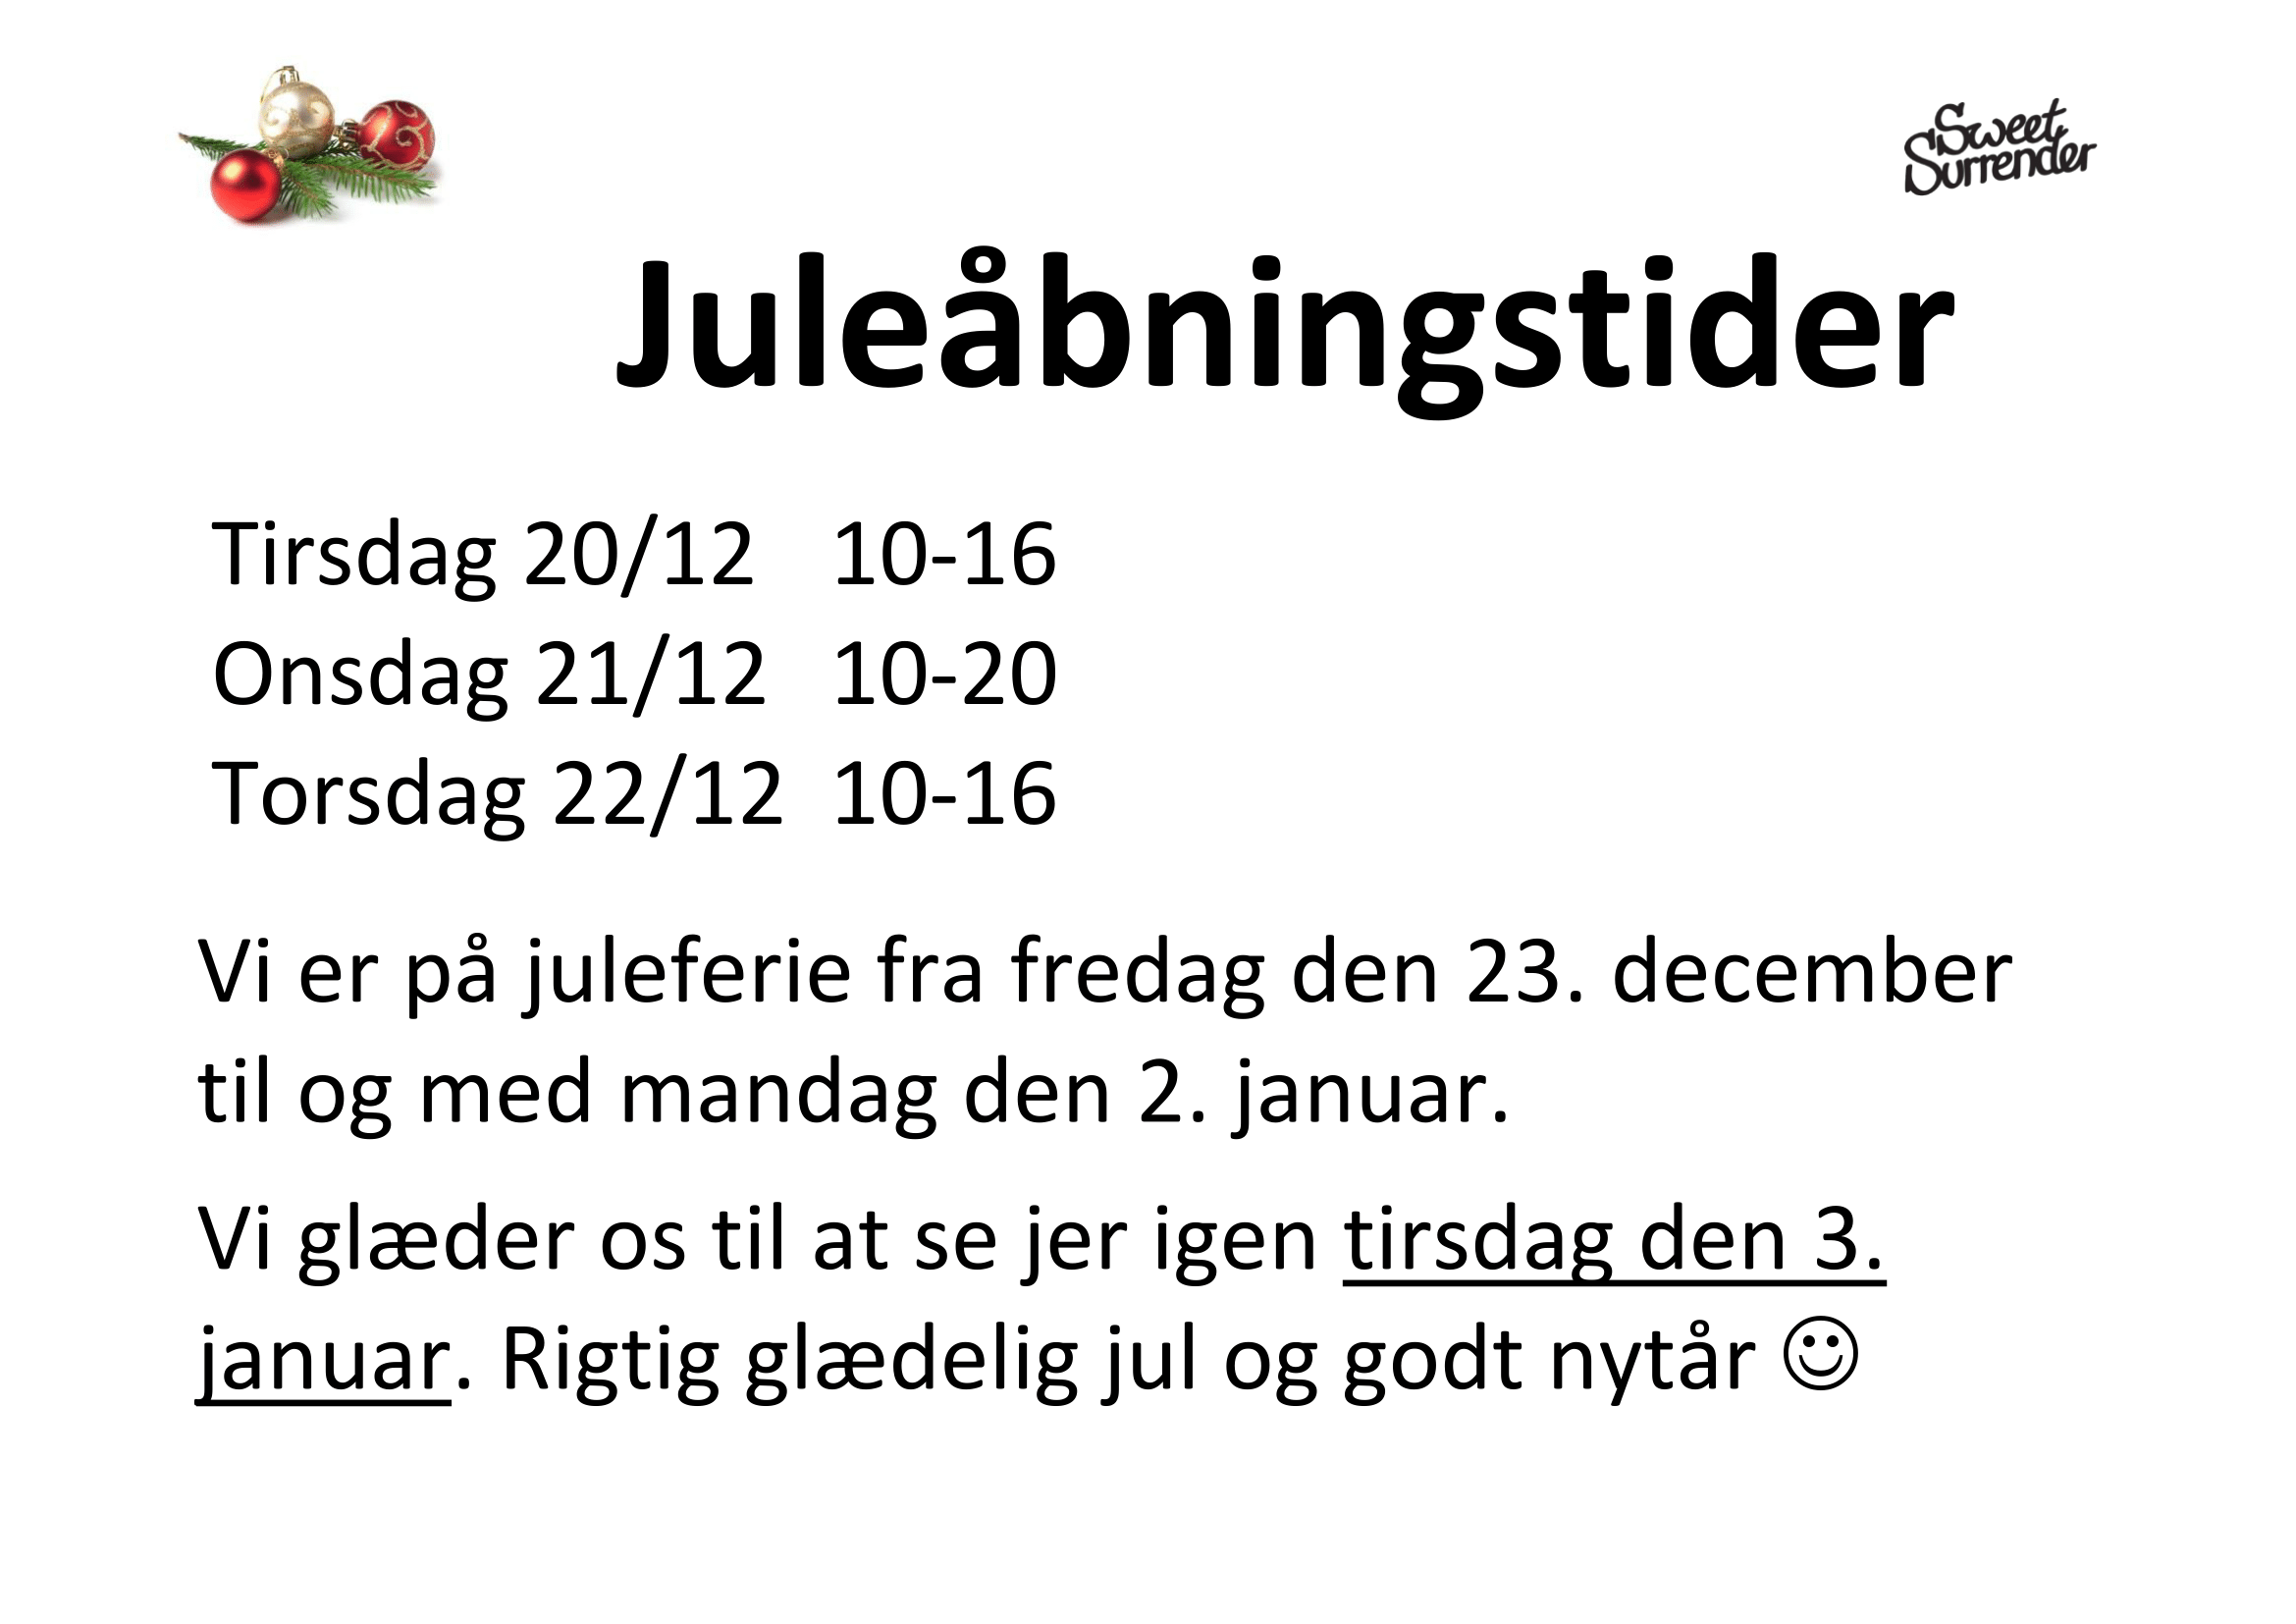 Sweet
Surrender
Juleåbningstider
Tirsdag 20/12 10-16
Onsdag 21/12 10-20
Torsdag 22/12 10-16
Vi er på juleferie fra fredag den 23. december
til og med mandag den 2. januar.
Vi glæder os til at se jer igen tirsdag den 3.
januar. Rigtig glædelig jul og godt nytår ☺